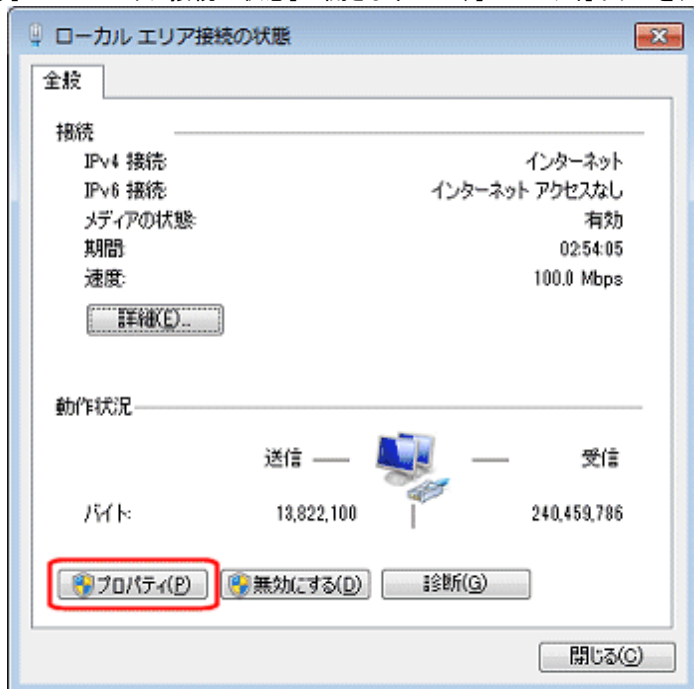 ローカル エリア接続の状態
全般
接続
IPv4 接続: インターネット
IPv6 接続: インターネット アクセスなし
メディアの状態: 有効
期間: 02:54:05
速度: 100.0 Mbps
詳細(E)...
動作状況
送信 受信
バイト: 13,822,100 240,459,786
プロパティ(P) 無効にする(D) 診断(G)
閉じる(C)